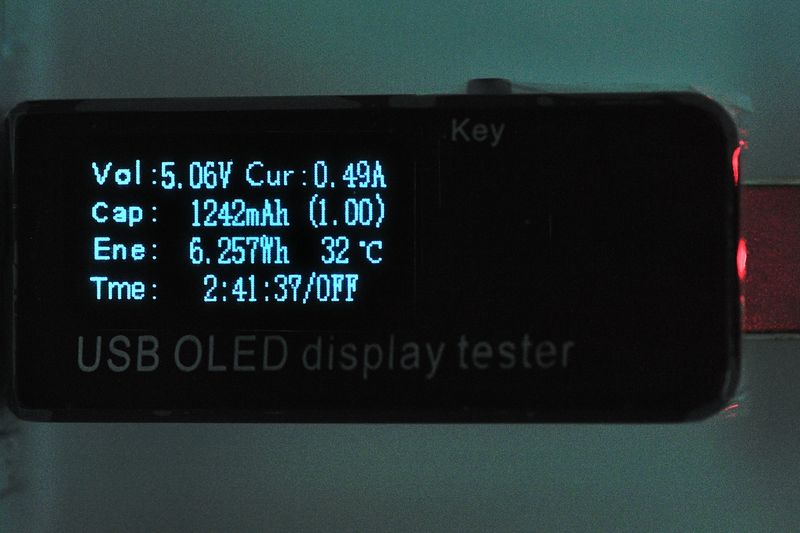 Key
Vol:5.06V Cur:0.49A
Cap: 1242mAh (1.00)
Ene: 6.257Wh 32℃
Tme: 2:41:37/OFF
USB OLED display tester